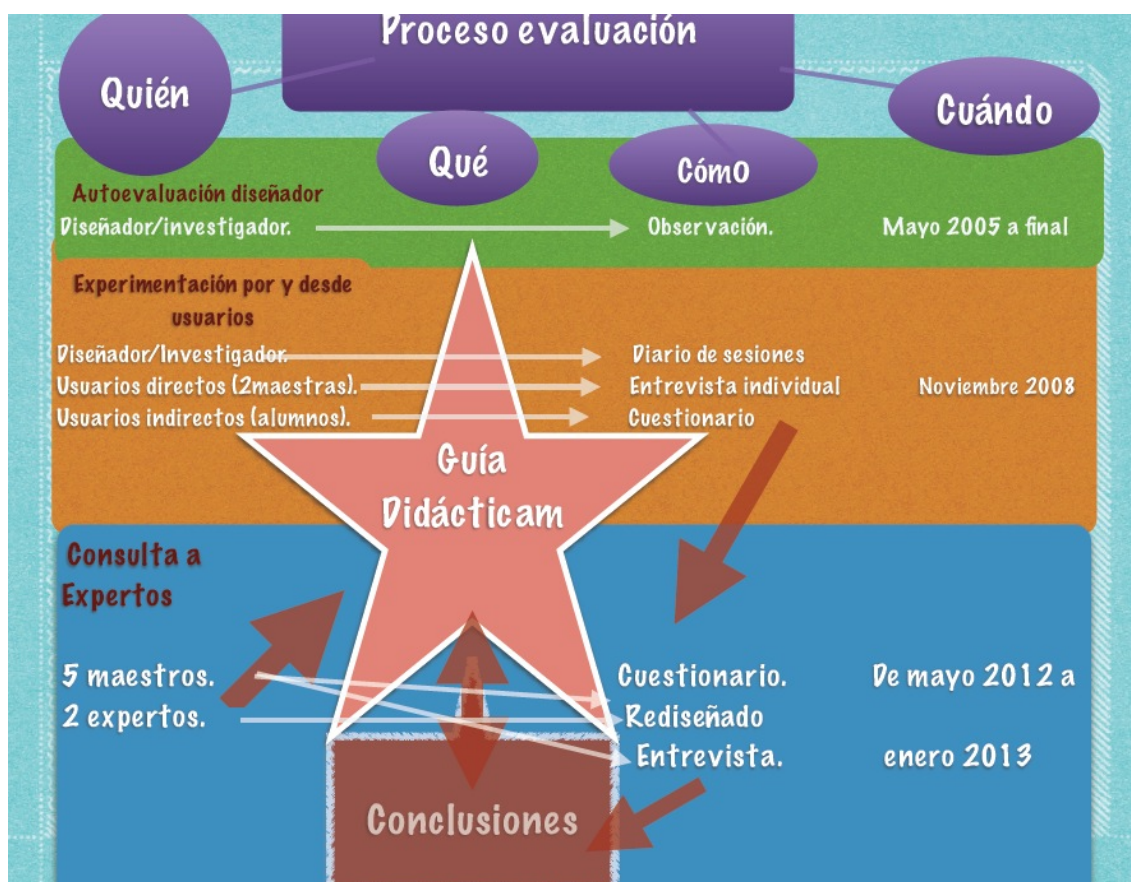 Proceso evaluación
Quién
Qué
Cómo
Cuándo
Autoevaluación diseñador
Diseñador/investigador.
Observación.
Mayo 2005 a final
Experimentación por y desde
usuarios
Diseñador/Investigador.
Diario de sesiones
Usuarios directos (2maestras).
Entrevista individual
Noviembre 2008
Usuarios indirectos (alumnos).
Cuestionario
Guía
Didácticam
Consulta a
Expertos
5 maestros.
Cuestionario.
De mayo 2012 a
2 expertos.
Rediseñado
Entrevista.
enero 2013
Conclusiones